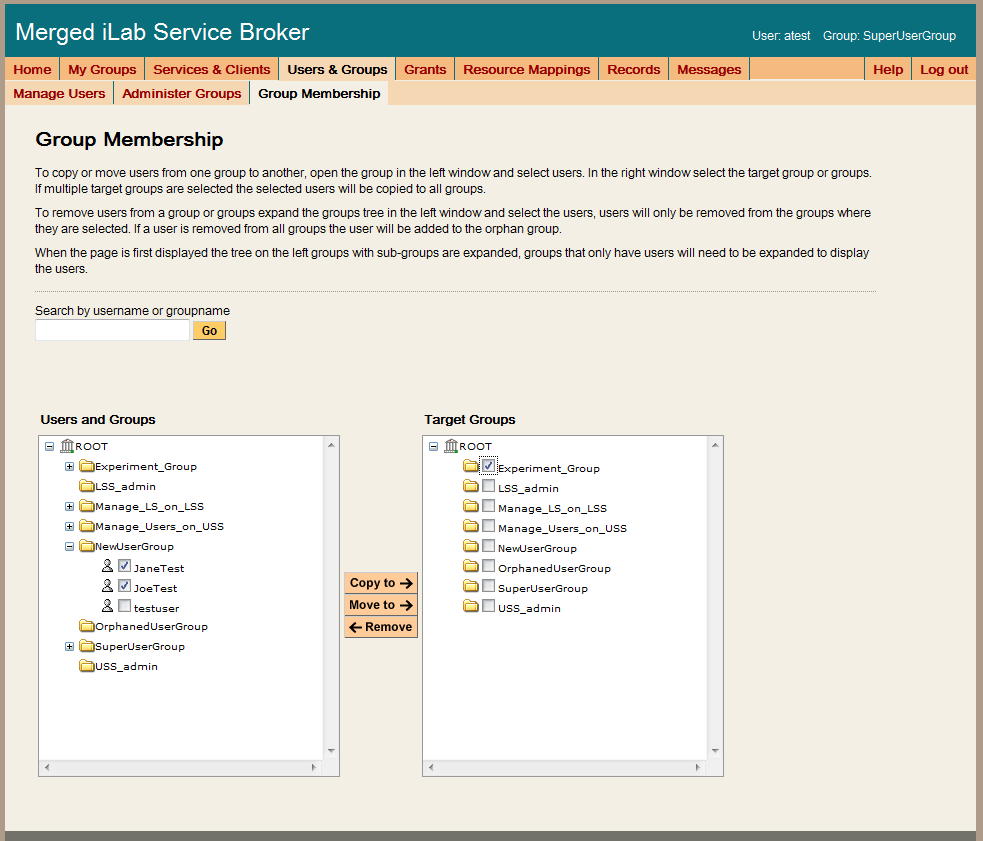 Merged iLab Service Broker
User: atest Group: SuperUserGroup
Home My Groups Services & Clients Users & Groups Grants Resource Mappings Records Messages Help Log out
Manage Users Administer Groups Group Membership
Group Membership
To copy or move users from one group to another, open the group in the left window and select users. In the right window select the target group or groups.
If multiple target groups are selected the selected users will be copied to all groups.
To remove users from a group or groups expand the groups tree in the left window and select the users, users will only be removed from the groups where
they are selected. If a user is removed from all groups the user will be added to the orphan group.
When the page is first displayed the tree on the left groups with sub-groups are expanded, groups that only have users will need to be expanded to display
the users.
Search by username or groupname
Go
Users and Groups
ROOT
Experiment_Group
LSS_admin
Manage_LS_on_LSS
Manage_Users_on_USS
NewUserGroup
JaneTest
JoeTest
testuser
OrphanedUserGroup
SuperUserGroup
USS_admin
Copy to
Move to
Remove
Target Groups
ROOT
Experiment_Group
LSS_admin
Manage_LS_on_LSS
Manage_Users_on_USS
NewUserGroup
OrphanedUserGroup
SuperUserGroup
USS_admin